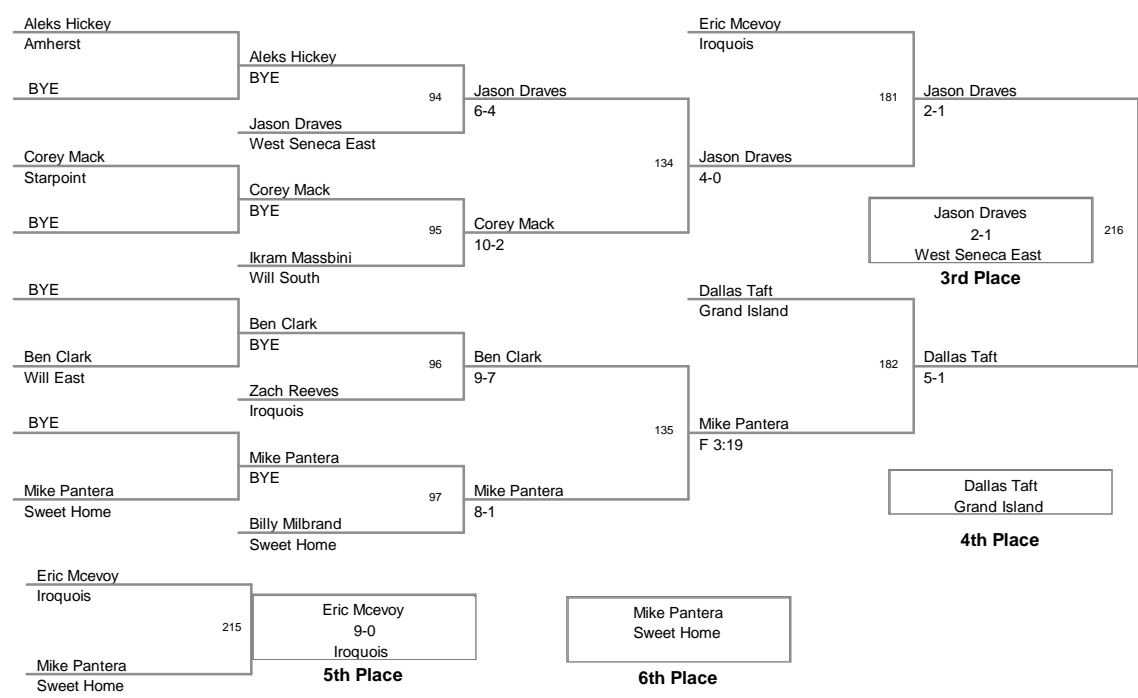 Aleks Hickey
Amherst
BYE
Corey Mack
Starpoint
BYE
BYE
Ben Clark
Will East
BYE
Mike Pantera
Sweet Home
Aleks Hickey
BYE
94
Jason Draves
West Seneca East
Corey Mack
BYE
95
Ikram Massbini
Will South
Ben Clark
BYE
96
Zach Reeves
Iroquois
Mike Pantera
BYE
97
Billy Milbrand
Sweet Home
Jason Draves
6-4
134
Corey Mack
10-2
Ben Clark
9-7
135
Mike Pantera
8-1
Eric Mcevoy
Iroquois
181
Jason Draves
4-0
Dallas Taft
Grand Island
182
Mike Pantera
F 3:19
Jason Draves
2-1
216
Dallas Taft
5-1
Jason Draves
2-1
West Seneca East
3rd Place
Dallas Taft
Grand Island
4th Place
Eric Mcevoy
Iroquois
215
Mike Pantera
Sweet Home
Eric Mcevoy
9-0
Iroquois
5th Place
Mike Pantera
Sweet Home
6th Place